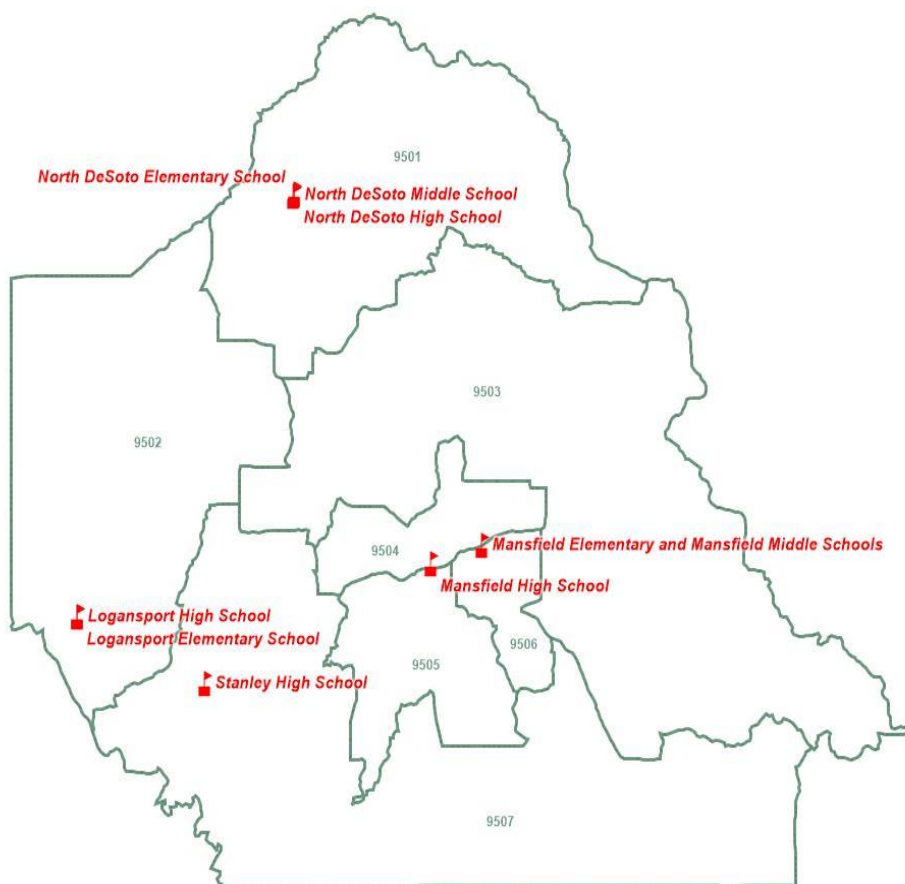 9501
North DeSoto Elementary School
North DeSoto Middle School
North DeSoto High School
9503
9502
Mansfield Elementary and Mansfield Middle Schools
9504
Mansfield High School
Logansport High School
Logansport Elementary School
9506
9505
Stanley High School
9507